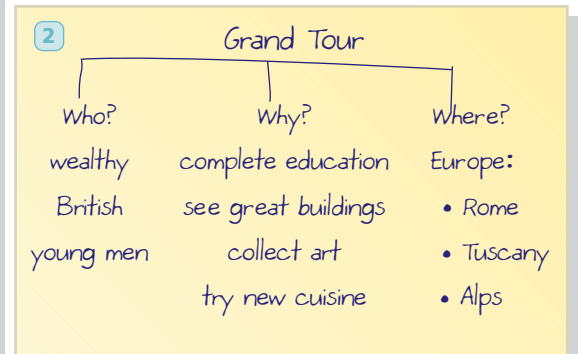 2
Grand Tour
Who?
wealthy
British
young men
Why?
complete education
see great buildings
collect art
try new cuisine
Where?
Europe:
• Rome
• Tuscany
• Alps